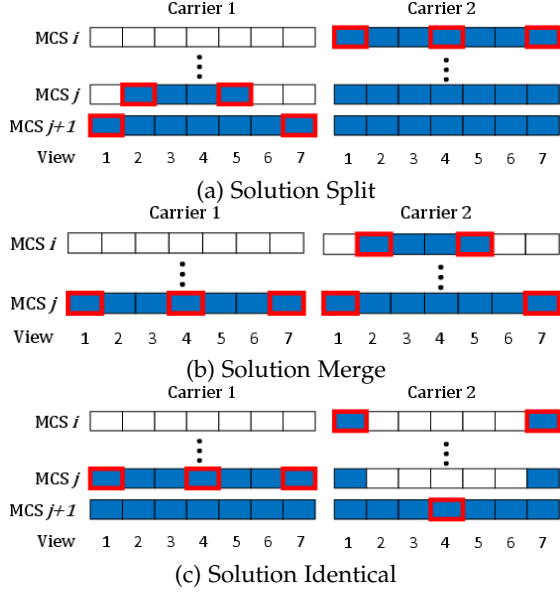 Carrier 1 Carrier 2
MCS i
MCS j
MCS j+1
View 1 2 3 4 5 6 7 1 2 3 4 5 6 7
(a) Solution Split
Carrier 1 Carrier 2
MCS i
MCS j
View 1 2 3 4 5 6 7 1 2 3 4 5 6 7
(b) Solution Merge
Carrier 1 Carrier 2
MCS i
MCS j
MCS j+1
View 1 2 3 4 5 6 7 1 2 3 4 5 6 7
(c) Solution Identical